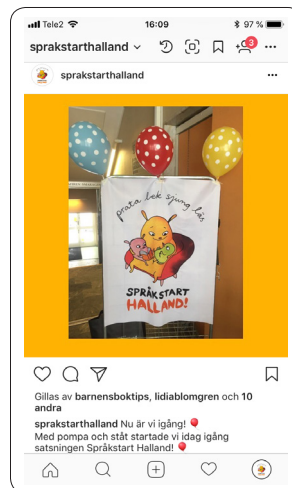 Tele2 16:09 97 %
sprakstarthalland 3
sprakstarthalland
prata lek sjung läs
SPRÅKSTART
HALLAND!
Gillas av barnensboktips, lidiablomgren och 10
andra
sprakstarthalland Nu är vi igång!
Med pompa och ståt startade vi idag igång
satsningen Språkstart Halland!